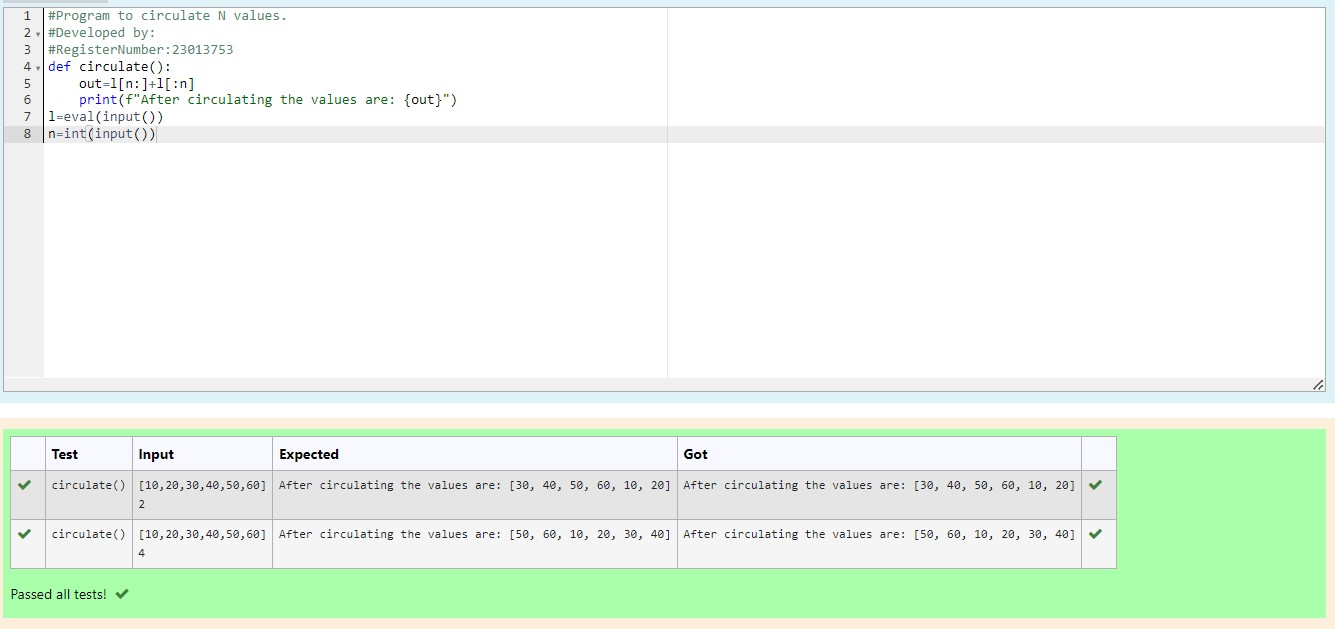 1 #Program to circulate N values.
2 #Developed by:
3 #RegisterNumber:23013753
4 def circulate():
5     out=l[n:]+l[:n]
6     print(f"After circulating the values are: {out}")
7 l=eval(input())
8 n=int(input())
Test Input Expected Got
circulate() [10,20,30,40,50,60] After circulating the values are: [30, 40, 50, 60, 10, 20] After circulating the values are: [30, 40, 50, 60, 10, 20]
2
circulate() [10,20,30,40,50,60] After circulating the values are: [50, 60, 10, 20, 30, 40] After circulating the values are: [50, 60, 10, 20, 30, 40]
4
Passed all tests!